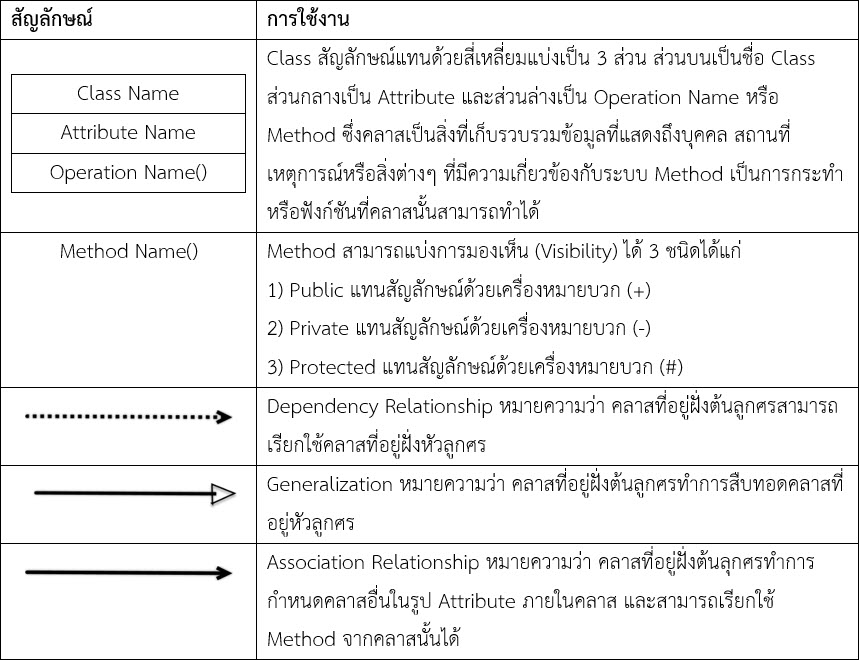 สัญลักษณ์
การใช้งาน
Class Name
Attribute Name
Operation Name()
Class สัญลักษณ์แทนด้วยสี่เหลี่ยมแบ่งเป็น 3 ส่วน ส่วนบนเป็นชื่อ Class
ส่วนกลางเป็น Attribute และส่วนล่างเป็น Operation Name หรือ
Method ซึ่งคลาสเป็นสิ่งที่เก็บรวบรวมข้อมูลที่แสดงถึงบุคคล สถานที่
เหตุการณ์หรือสิ่งต่างๆ ที่มีความเกี่ยวข้องกับระบบ Method เป็นการกระทำ
หรือฟังก์ชันที่คลาสนั้นสามารถทำได้
Method Name()
Method สามารถแบ่งการมองเห็น (Visibility) ได้ 3 ชนิดได้แก่
1) Public แทนสัญลักษณ์ด้วยเครื่องหมายบวก (+)
2) Private แทนสัญลักษณ์ด้วยเครื่องหมายบวก (-)
3) Protected แทนสัญลักษณ์ด้วยเครื่องหมายบวก (#)
Dependency Relationship หมายความว่า คลาสที่อยู่ฝั่งต้นลูกศรสามารถ
เรียกใช้คลาสที่อยู่ฝั่งหัวลูกศร
Generalization หมายความว่า คลาสที่อยู่ฝั่งต้นลูกศรทำการสืบทอดคลาสที่
อยู่หัวลูกศร
Association Relationship หมายความว่า คลาสที่อยู่ฝั่งต้นลุกศรทำการ
กำหนดคลาสอื่นในรูป Attribute ภายในคลาส และสามารถเรียกใช้
Method จากคลาสนั้นได้